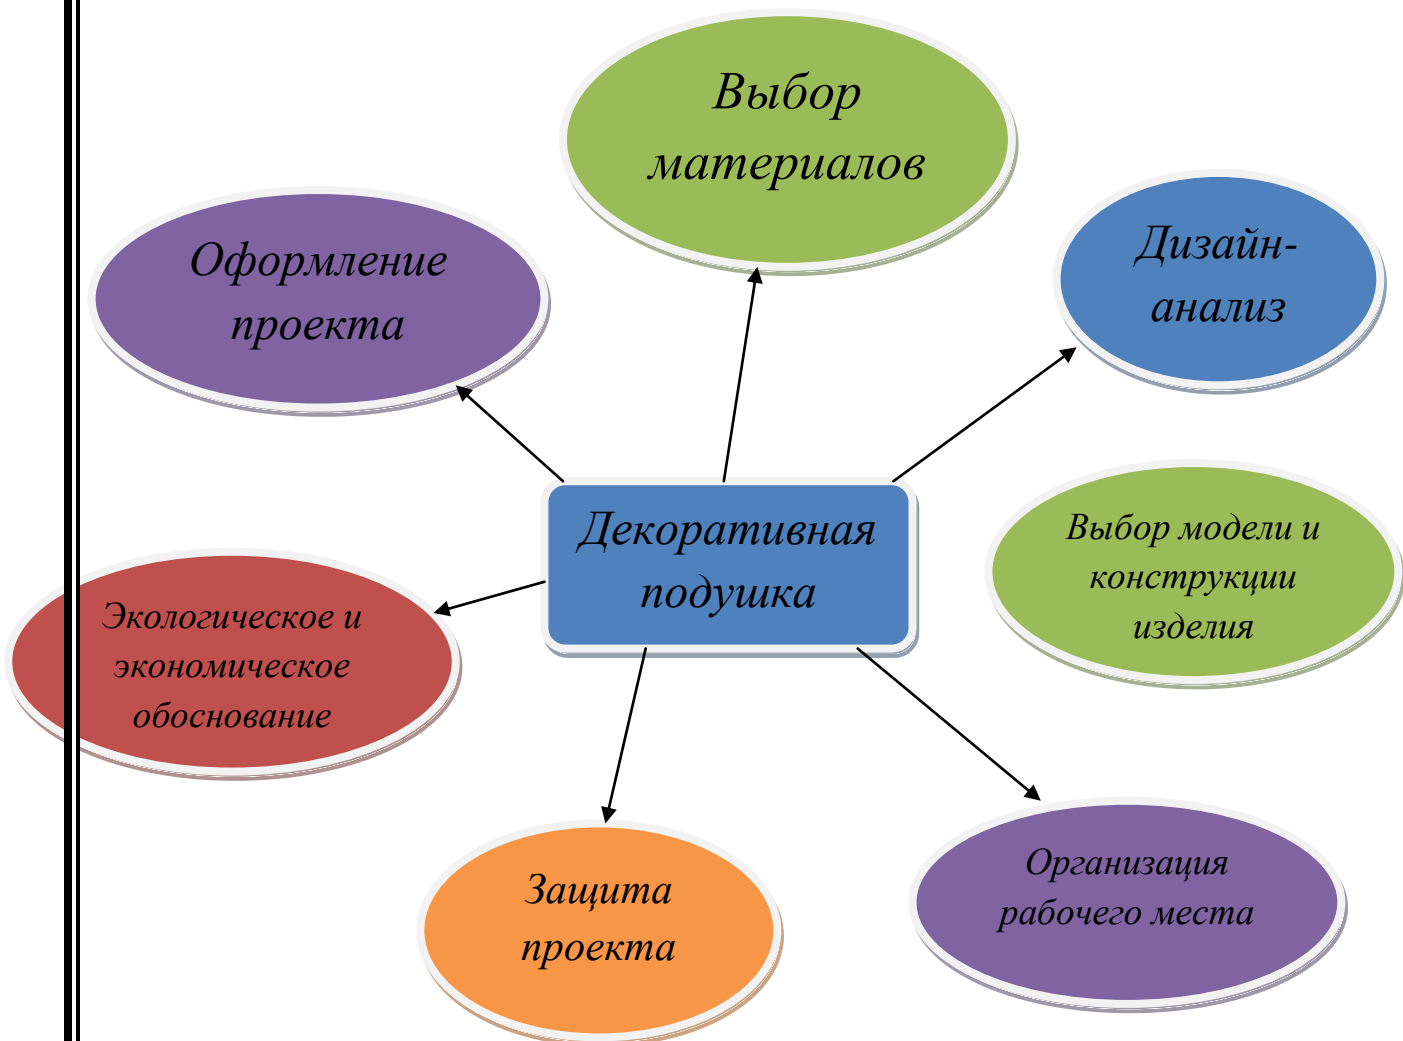 Выбор
материалов
Дизайн-
анализ
Оформление
проекта
Декоративная
подушка
Выбор модели и
конструкции
изделия
Экологическое и
экономическое
обоснование
Защита
проекта
Организация
рабочего места